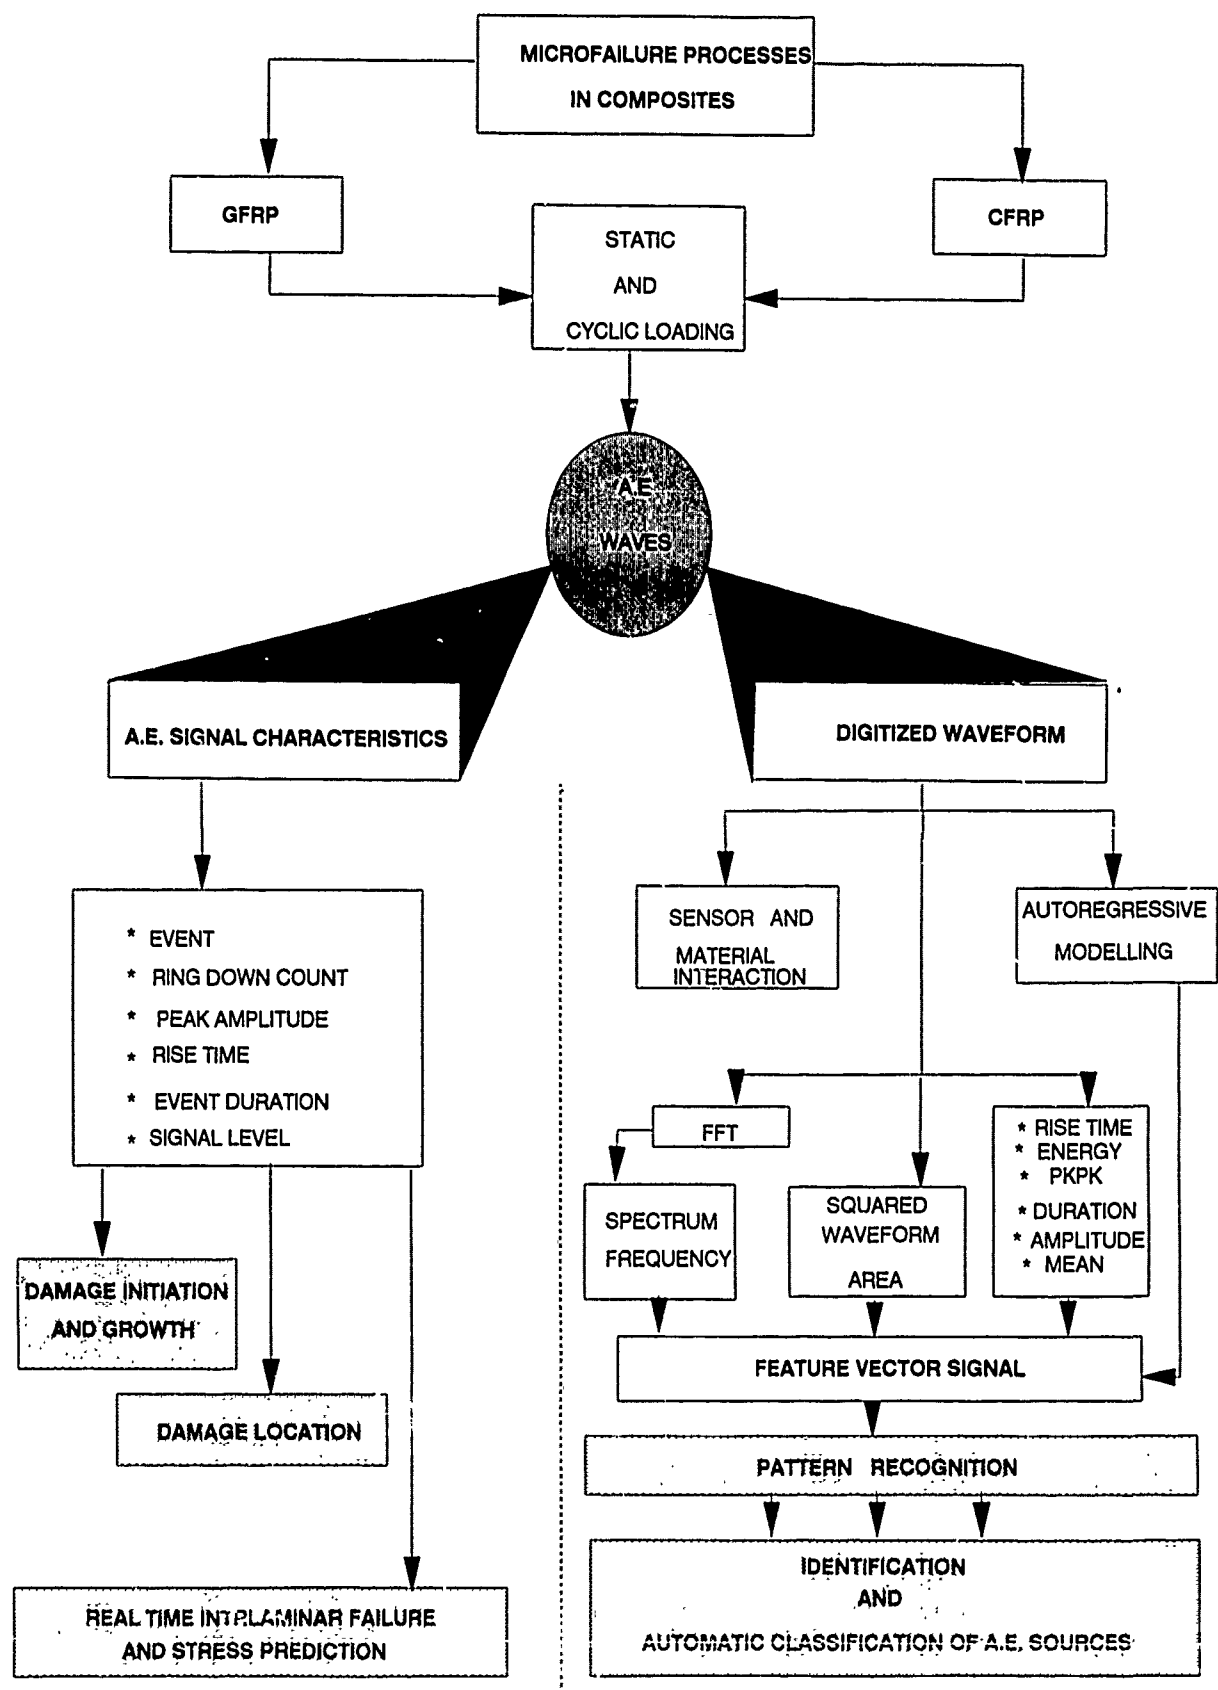 MICROFAILURE PROCESSES
IN COMPOSITES
GFRP
CFRP
STATIC
AND
CYCLIC LOADING
A.E
WAVES
A.E. SIGNAL CHARACTERISTICS
DIGITIZED WAVEFORM
* EVENT
* RING DOWN COUNT
* PEAK AMPLITUDE
* RISE TIME
* EVENT DURATION
* SIGNAL LEVEL
SENSOR AND
MATERIAL
INTERACTION
AUTOREGRESSIVE
MODELLING
FFT
* RISE TIME
* ENERGY
* PKPK
* DURATION
* AMPLITUDE
* MEAN
SPECTRUM
FREQUENCY
SQUARED
WAVEFORM
AREA
DAMAGE INITIATION
AND GROWTH
DAMAGE LOCATION
REAL TIME FAILURE
AND STRESS PREDICTION
FEATURE VECTOR SIGNAL
PATTERN RECOGNITION
IDENTIFICATION
AND
AUTOMATIC CLASSIFICATION OF A.E. SOURCES